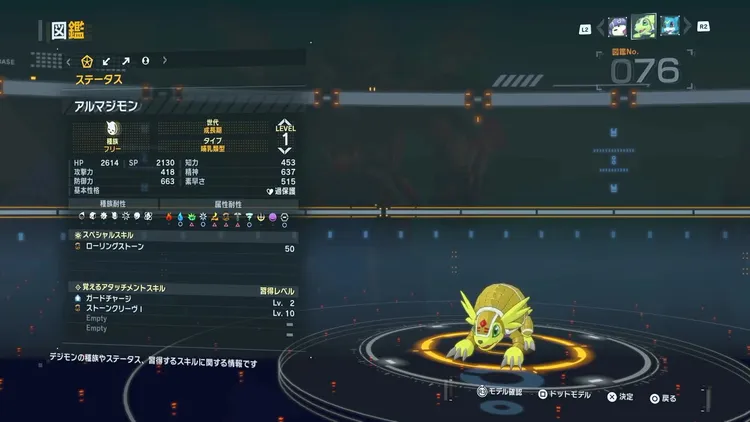 図鑑
L2
R2
BASE
図鑑No.
076
ステータス
アルマジモン
種族
フリー
世代
成長期
タイプ
哺乳類型
LEVEL
1
HP 2614 SP 2130 知力 453
攻撃力 418 精神 637
防御力 663 素早さ 515
基本性格 過保護
種族耐性 属性耐性
スペシャルスキル
ローリングストーン 50
覚えるアタッチメントスキル 習得レベル
ガードチャージ Lv. 2
ストーンクリーヴⅠ Lv. 10
Empty
Empty
デジモンの種族やステータス、習得するスキルに関する情報です
モデル確認 ドットモデル 決定 戻る